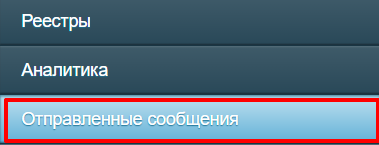 Реестры
Аналитика
Отправленные сообщения